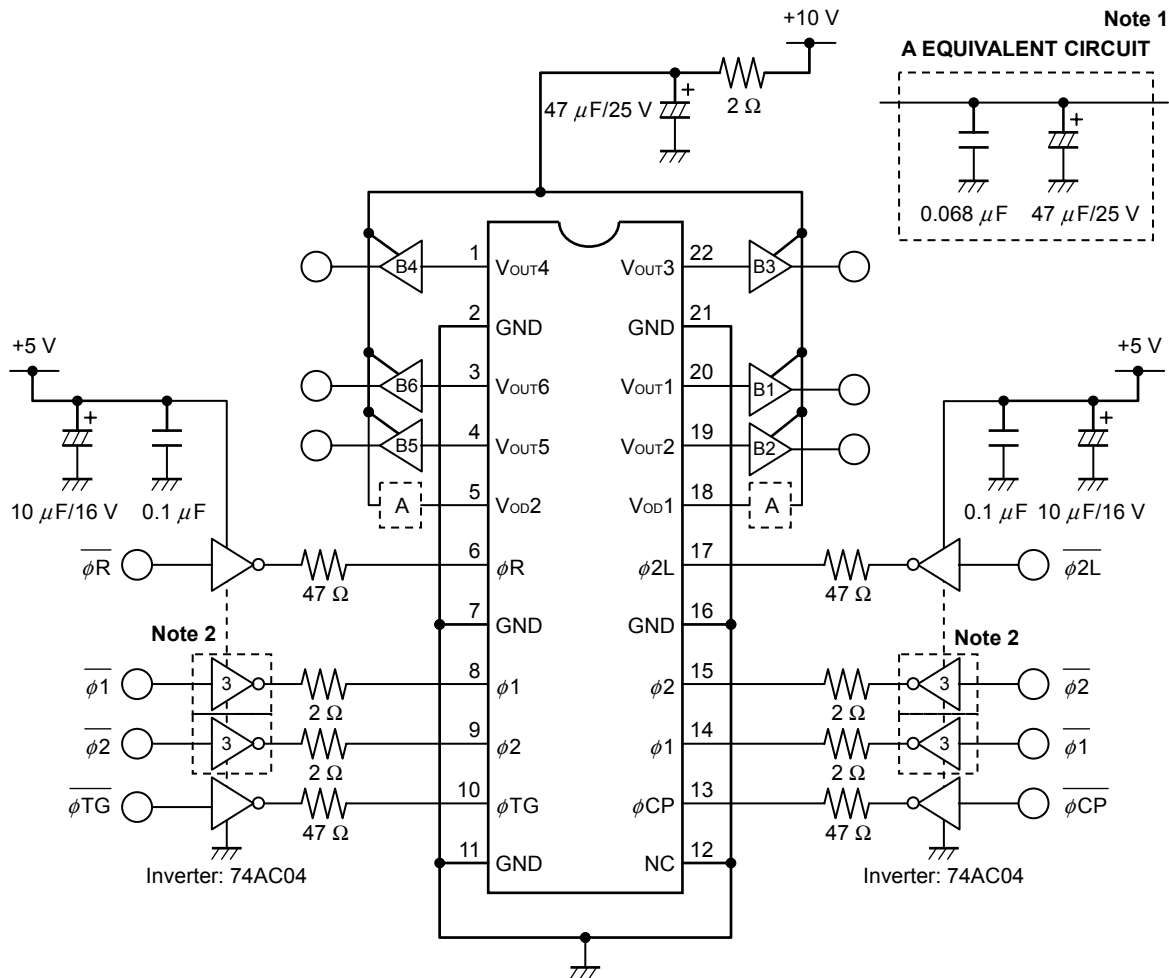 +10 V
Note 1
A EQUIVALENT CIRCUIT
47 μF/25 V
+
2 Ω
+
0.068 μF
47 μF/25 V
B4
1
VOUT4
VOUT3
22
B3
2
GND
GND
21
+5 V
B6
3
VOUT6
VOUT1
20
B1
+5 V
+
B5
4
VOUT5
VOUT2
19
B2
+
10 μF/16 V
0.1 μF
A
5
VOD2
VOD1
18
A
0.1 μF
10 μF/16 V
φR
47 Ω
6
φR
φ2L
17
47 Ω
φ2L
7
GND
GND
16
Note 2
Note 2
φ1
3
2 Ω
8
φ1
φ2
15
2 Ω
3
φ2
φ2
3
2 Ω
9
φ2
φ1
14
2 Ω
3
φ1
φTG
47 Ω
10
φTG
φCP
13
47 Ω
φCP
11
GND
NC
12
Inverter: 74AC04
Inverter: 74AC04